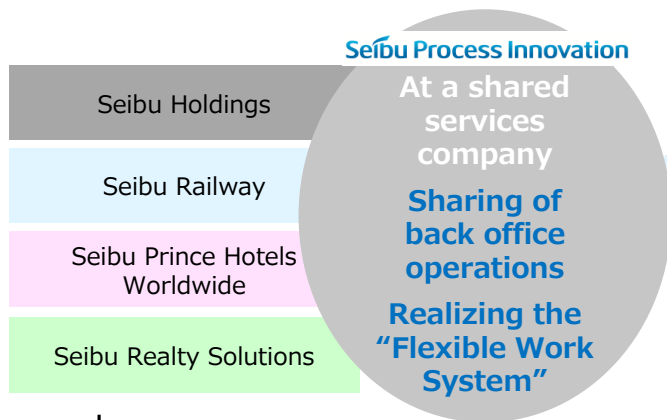 Seibu Process Innovation
Seibu Holdings
Seibu Railway
Seibu Prince Hotels
Worldwide
Seibu Realty Solutions
At a shared
services
company
Sharing of
back office
operations
Realizing the
“Flexible Work
System”